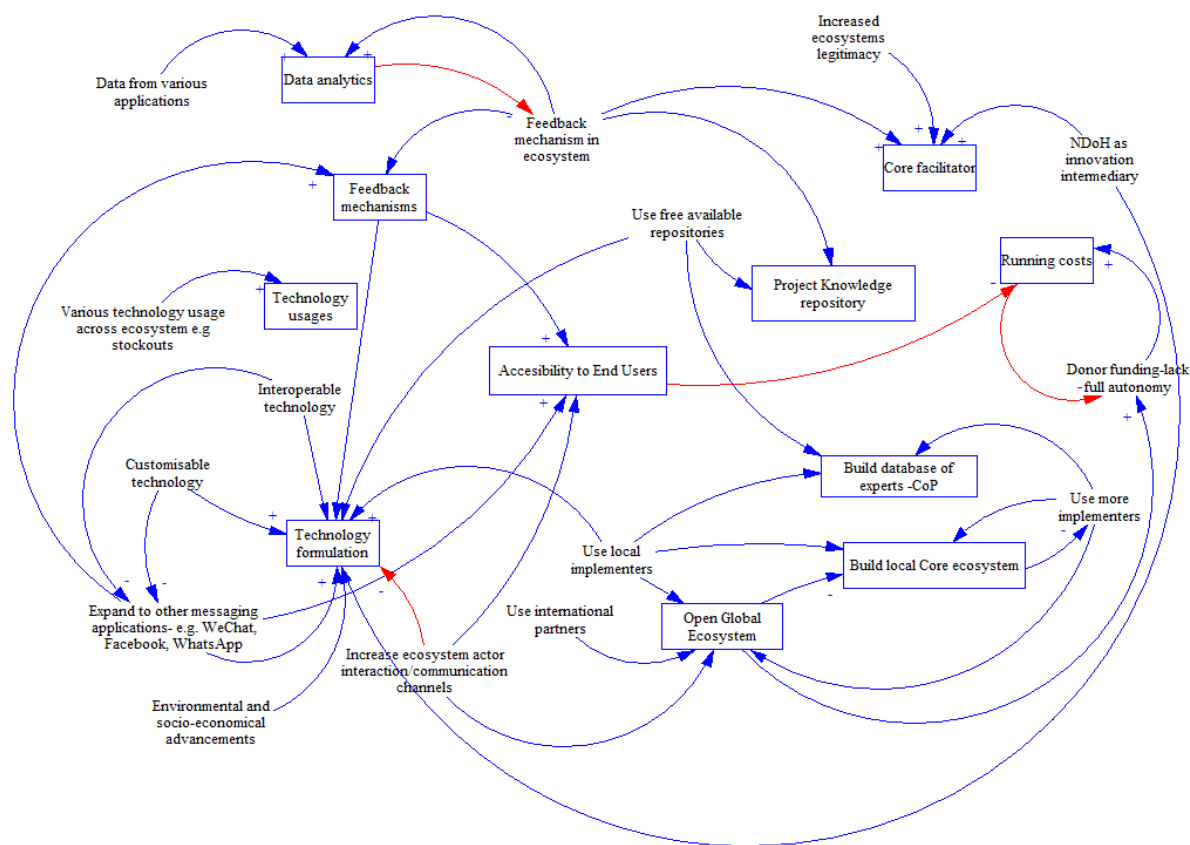 Increased
ecosystems
legitimacy
Data from various
applications
+
+
Data analytics
-
Feedback
mechanism in
ecosystem
+
+
+
Core facilitator
NDoH as
innovation
intermediary
+
Feedback
mechanisms
Use free available
repositories
-
Running costs
+
Project Knowledge
repository
+
Technology
usages
Various technology usage
across ecosystem e.g
stockouts
+
Accesibility to End Users
+
+
Donor funding-lack
-full autonomy
+
Interoperable
technology
Customisable
technology
Build database of
experts -CoP
Use more
implementers
-
+
+
Technology
formulation
+
-
Use local
implementers
Build local Core ecosystem
-
-
-
Expand to other messaging
applications- e.g. WeChat,
Facebook, WhatsApp
Use international
partners
Open Global
Ecosystem
Increase ecosystem actor
interaction/communication
channels
Environmental and
socio-economical
advancements